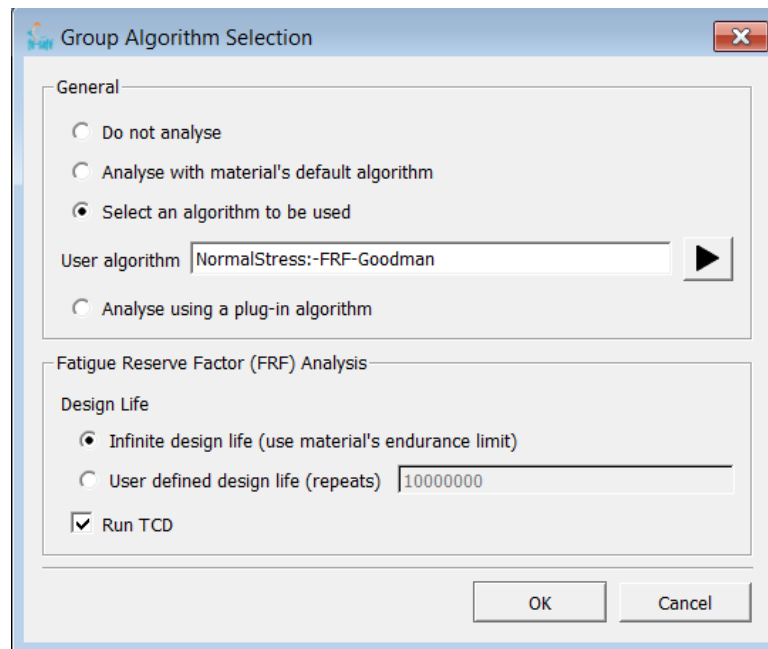 Group Algorithm Selection
General
Do not analyse
Analyse with material's default algorithm
Select an algorithm to be used
User algorithm NormalStress:-FRF-Goodman
Analyse using a plug-in algorithm
Fatigue Reserve Factor (FRF) Analysis
Design Life
Infinite design life (use material's endurance limit)
User defined design life (repeats) 10000000
Run TCD
OK Cancel